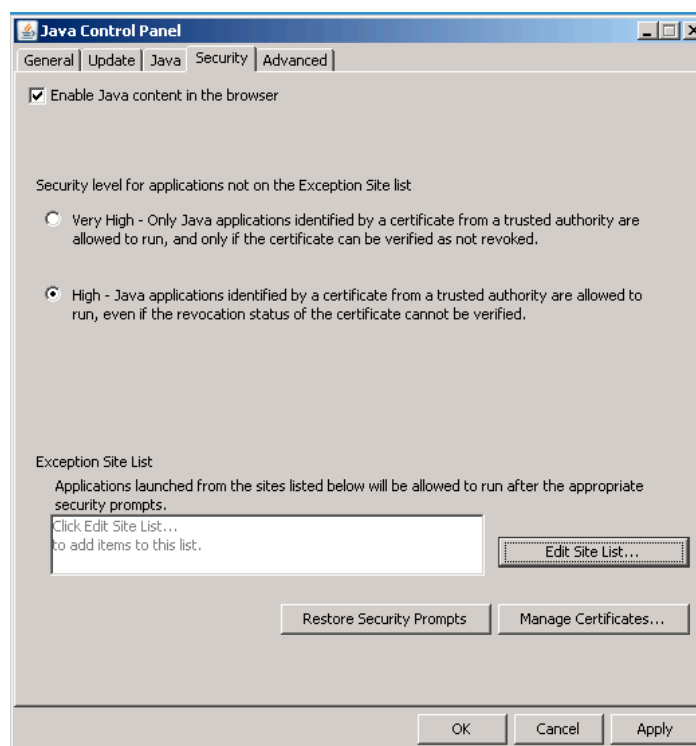 Java Control Panel
General Update Java Security Advanced
Enable Java content in the browser
Security level for applications not on the Exception Site list
Very High - Only Java applications identified by a certificate from a trusted authority are
allowed to run, and only if the certificate can be verified as not revoked.
High - Java applications identified by a certificate from a trusted authority are allowed to
run, even if the revocation status of the certificate cannot be verified.
Exception Site List
Applications launched from the sites listed below will be allowed to run after the appropriate
security prompts.
Click Edit Site List...
to add items to this list.
Edit Site List...
Restore Security Prompts Manage Certificates...
OK Cancel Apply